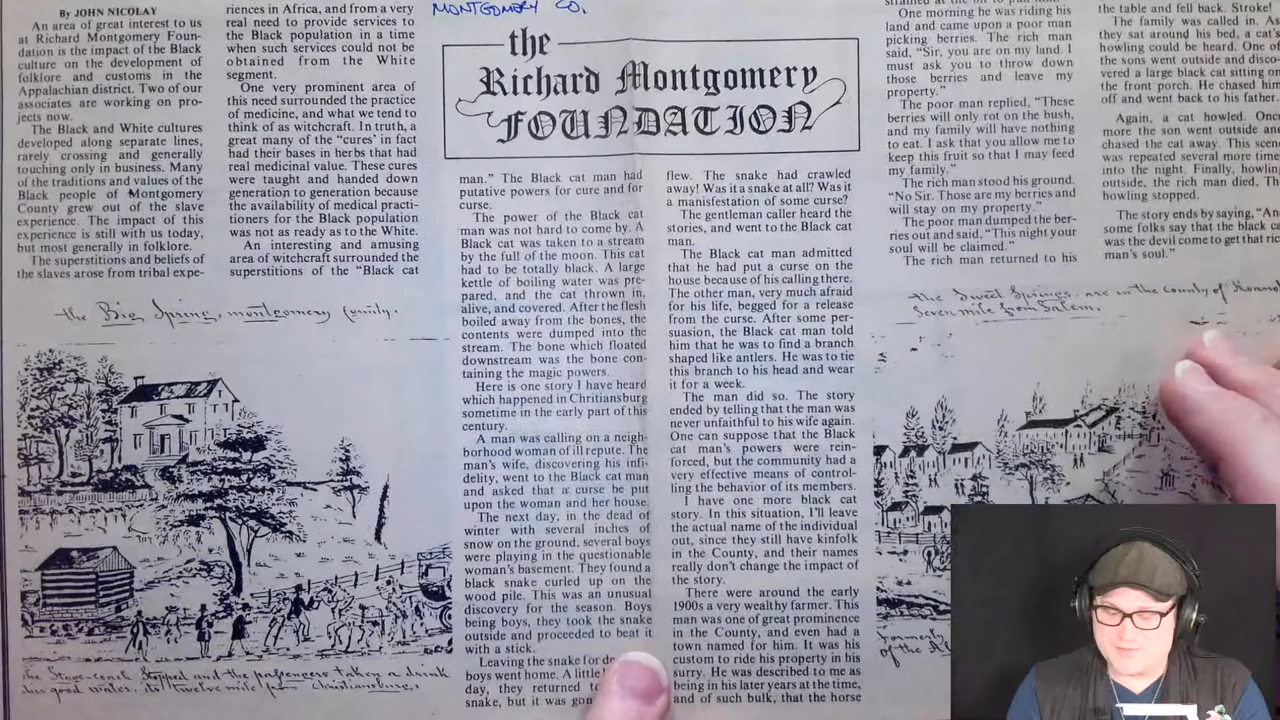 By JOHN NICOLAY
An area of great interest to us
at Richard Montgomery Foun-
dation is the impact of the Black
culture on the development of
folklore and customs in the
Appalachian district. Two of our
associates are working on pro-
jects now.
The Black and White cultures
developed along separate lines,
rarely crossing and generally
touching only in business. Many
of the traditions and values of the
Black people of Montgomery
County grew out of the slave
experience. The impact of this
experience is still with us today,
but most generally in folklore.
The superstitions and beliefs of
the slaves arose from tribal expe-
riences in Africa, and from a very
real need to provide services to
the Black population in a time
when such services could not be
obtained from the White
segment.
One very prominent area of
this need surrounded the practice
of medicine, and what we tend to
think of as witchcraft. In truth, a
great many of the "cures' in fact
had their bases in herbs that had
real medicinal value. These cures
were taught and handed down
generation to generation because
the availability of medical practi-
tioners for the Black population
was not as ready as to the White.
An interesting and amusing
area of witchcraft surrounded the
superstitions of the "Black cat
MONTGOMERY CO.
the
Richard Montgomery
FOUNDATION
man." The Black cat man had
putative powers for cure and for
curse.
The power of the Black cat
man was not hard to come by. A
Black cat was taken to a stream
by the full of the moon. This cat
had to be totally black. A large
kettle of boiling water was pre-
pared, and the cat thrown in,
alive, and covered. After the flesh
boiled away from the bones, the
contents were dumped into the
stream. The bone which floated
downstream was the bone con-
taining the magic powers.
Here is one story I have heard
which happened in Chritiansburg
sometime in the early part of this
century.
A man was calling on a neigh-
borhood woman of ill repute. The
man's wife, discovering his infi-
delity, went to the Black cat man
and asked that a curse be put
upon the woman and her house.
The next day, in the dead of
winter with several inches of
snow on the ground, several boys
were playing in the questionable
woman's basement. They found a
black snake curled up on the
wood pile. This was an unusual
discovery for the season. Boys
being boys, they took the snake
outside and proceeded to beat it
with a stick.
Leaving the snake for
boys went home. A little
day, they returned
snake, but it was
flew. The snake had crawled
away! Was it a snake at all? Was it
a manisfestation of some curse?
The gentleman caller heard the
stories, and went to the Black cat
man.
The Black cat man admitted
that he had put a curse on the
house because of his calling there.
The other man, very much afraid
for his life, begged for a release
from the curse. After some per-
suasion, the Black cat man told
him that he was to find a branch
shaped like antlers. He was to tie
this branch to his head and wear
it for a week.
The man did so. The story
ended by telling that the man was
never unfaithful to his wife again.
One can suppose that the Black
cat man's powers were rein-
forced, but the community had a
very effective means of control-
ling the behavior of its members.
I have one more black cat
story. In this situation, I'll leave
the actual name of the individual
out, since they still have kinfolk
in the County, and their names
really don't change the impact of
the story.
There were around the early
1900s a very wealthy farmer. This
man was one of great prominence
in the County, and even had a
town named for him. It was his
custom to ride his property in his
surry. He was described to me as
being in his later years at the time,
and of such bulk, that the horse
One morning he was riding his
land and came upon a poor man
picking berries. The rich man
said, "Sir, you are on my land. I
must ask you to throw down
those berries and leave my
property."
The poor man replied, "These
berries will only rot on the bush,
and my family will have nothing
to eat. I ask that you allow me to
keep this fruit so that I may feed
my family."
The rich man stood his ground,
"No Sir. Those are my berries and
will stay on my property."
The poor man dumped the ber-
ries out and said, "This night your
soul will be claimed."
The rich man returned to his
the table and fell back. Stroke!
The family was called in. As
they sat around his bed, a cat's
howling could be heard. One of
the sons went outside and disco-
vered a large black cat sitting on
the front porch. He chased him
off and went back to his father.
Again, a cat howled. Once
more the son went outside and
chased the cat away. This scene
was repeated several more times
into the night. Finally, howling
outside, the rich man died. The
howling stopped.
The story ends by saying, "And
some folks say that the black cat
was the devil come to get that rich
man's soul."
the Big Spring, montgomery County.
the Sweet Springs are in the County of
Seven mile from Salem.
the Stage-coach Stopped and the passengers taken a drink
good water, twelve mile Christiansburg.
formerly
of the